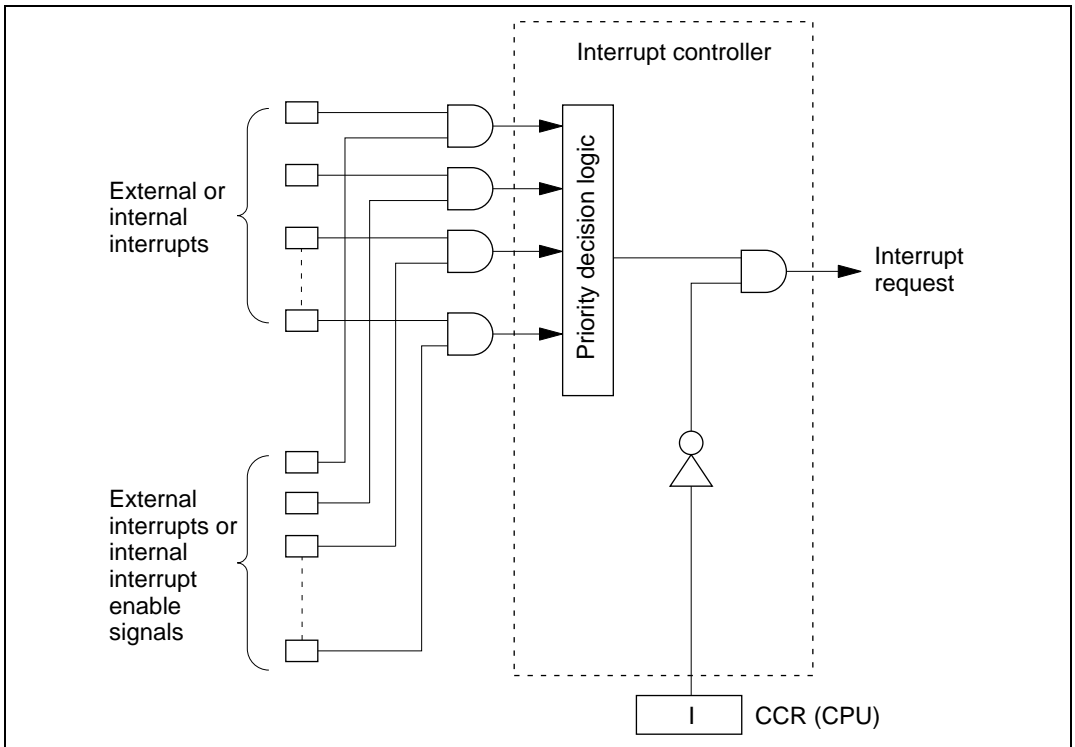 Interrupt controller
External or
internal
interrupts
Priority decision logic
Interrupt
request
External
interrupts or
internal
interrupt
enable
signals
I
CCR (CPU)